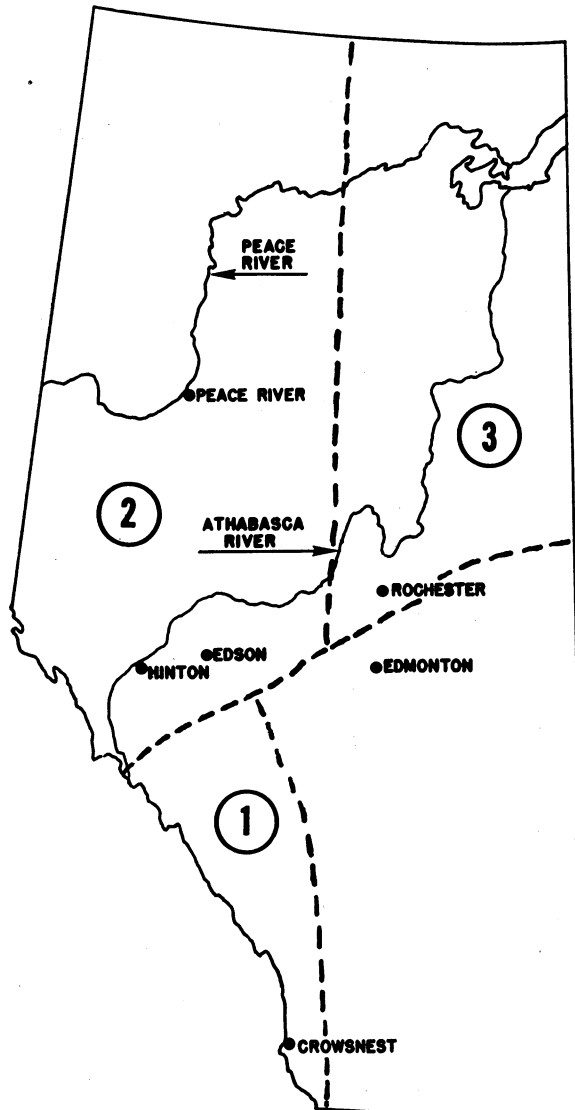 PEACE
RIVER
PEACE RIVER
3
2
ATHABASCA
RIVER
ROCHESTER
EDSON
HINTON
EDMONTON
1
CROWSNEST